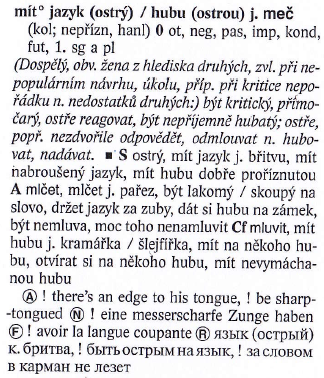 mít° jazyk (ostrý) / hubu (ostrou) j. meč
(kol; nepřízn, hanl) 0 ot, neg, pas, imp, kond,
fut, 1. sg a pl
(Dospělý, obv. žena z hlediska druhých, zvl. při ne-
populárním návrhu, úkolu, příp. při kritice nepo-
řádku n. nedostatků druhých:) být kritický, přímo-
čarý, ostře reagovat, být nepříjemně hubatý; ostře,
popř. nezdvořile odpovědět, odmlouvat n. hubo-
vat, nadávat. ■ S ostrý, mít jazyk j. břitvu, mít
nabroušený jazyk, mít hubu dobře proříznutou
A mlčet, mlčet j. pařez, být lakomý / skoupý na
slovo, držet jazyk za zuby, dát si hubu na zámek,
být nemluva, moc toho nenamluvit Cf mluvit, mít
hubu j. kramářka / šlejfířka, mít na někoho hu-
bu, otvírat si na někoho hubu, mít nevymácha-
nou hubu
Ⓐ ! there's an edge to his tongue, ! be sharp-
-tongued Ⓝ ! eine messerscharfe Zunge haben
Ⓕ ! avoir la langue coupante Ⓡ язык (острый)
к. бритва, ! быть острым на язык, ! за словом
в карман не лезет